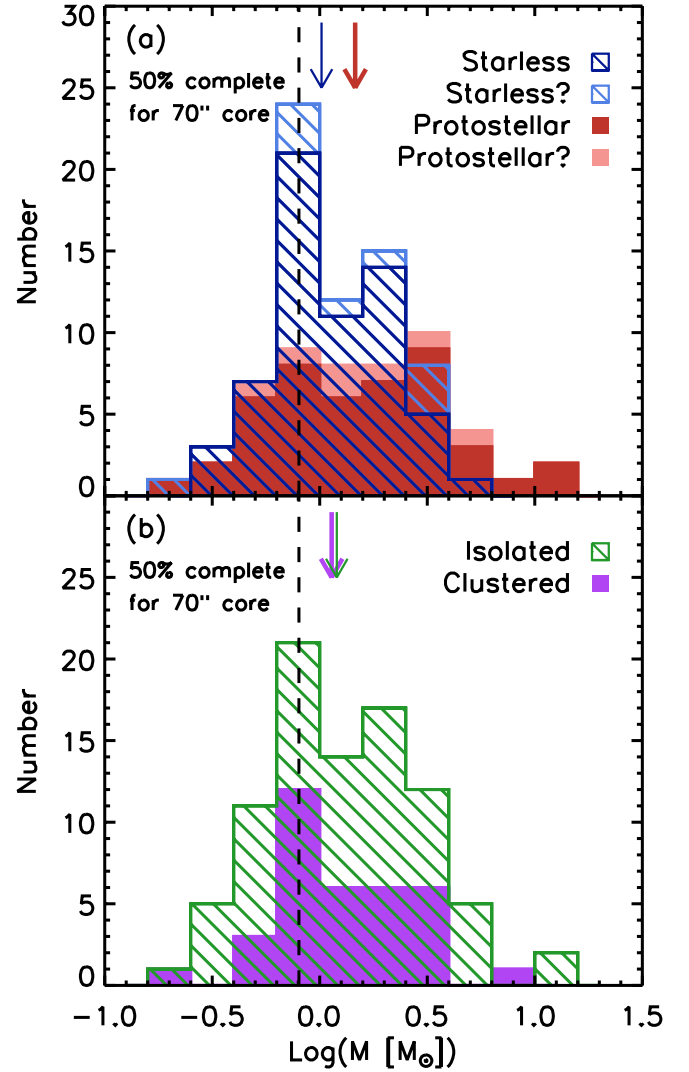 30
(a)
50% complete
for 70" core
Starless
Starless?
Protostellar
Protostellar?
25
20
15
10
5
0
Number
(b)
50% complete
for 70" core
Isolated
Clustered
25
20
15
10
5
0
Number
−1.0 −0.5 0.0 0.5 1.0 1.5
Log(M [M⊙])